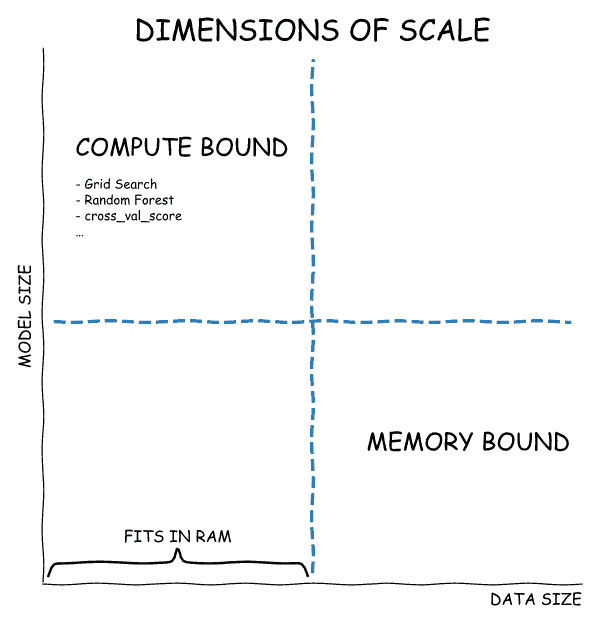 DIMENSIONS OF SCALE
COMPUTE BOUND
- Grid Search
- Random Forest
- cross_val_score
...
MODEL SIZE
MEMORY BOUND
FITS IN RAM
DATA SIZE